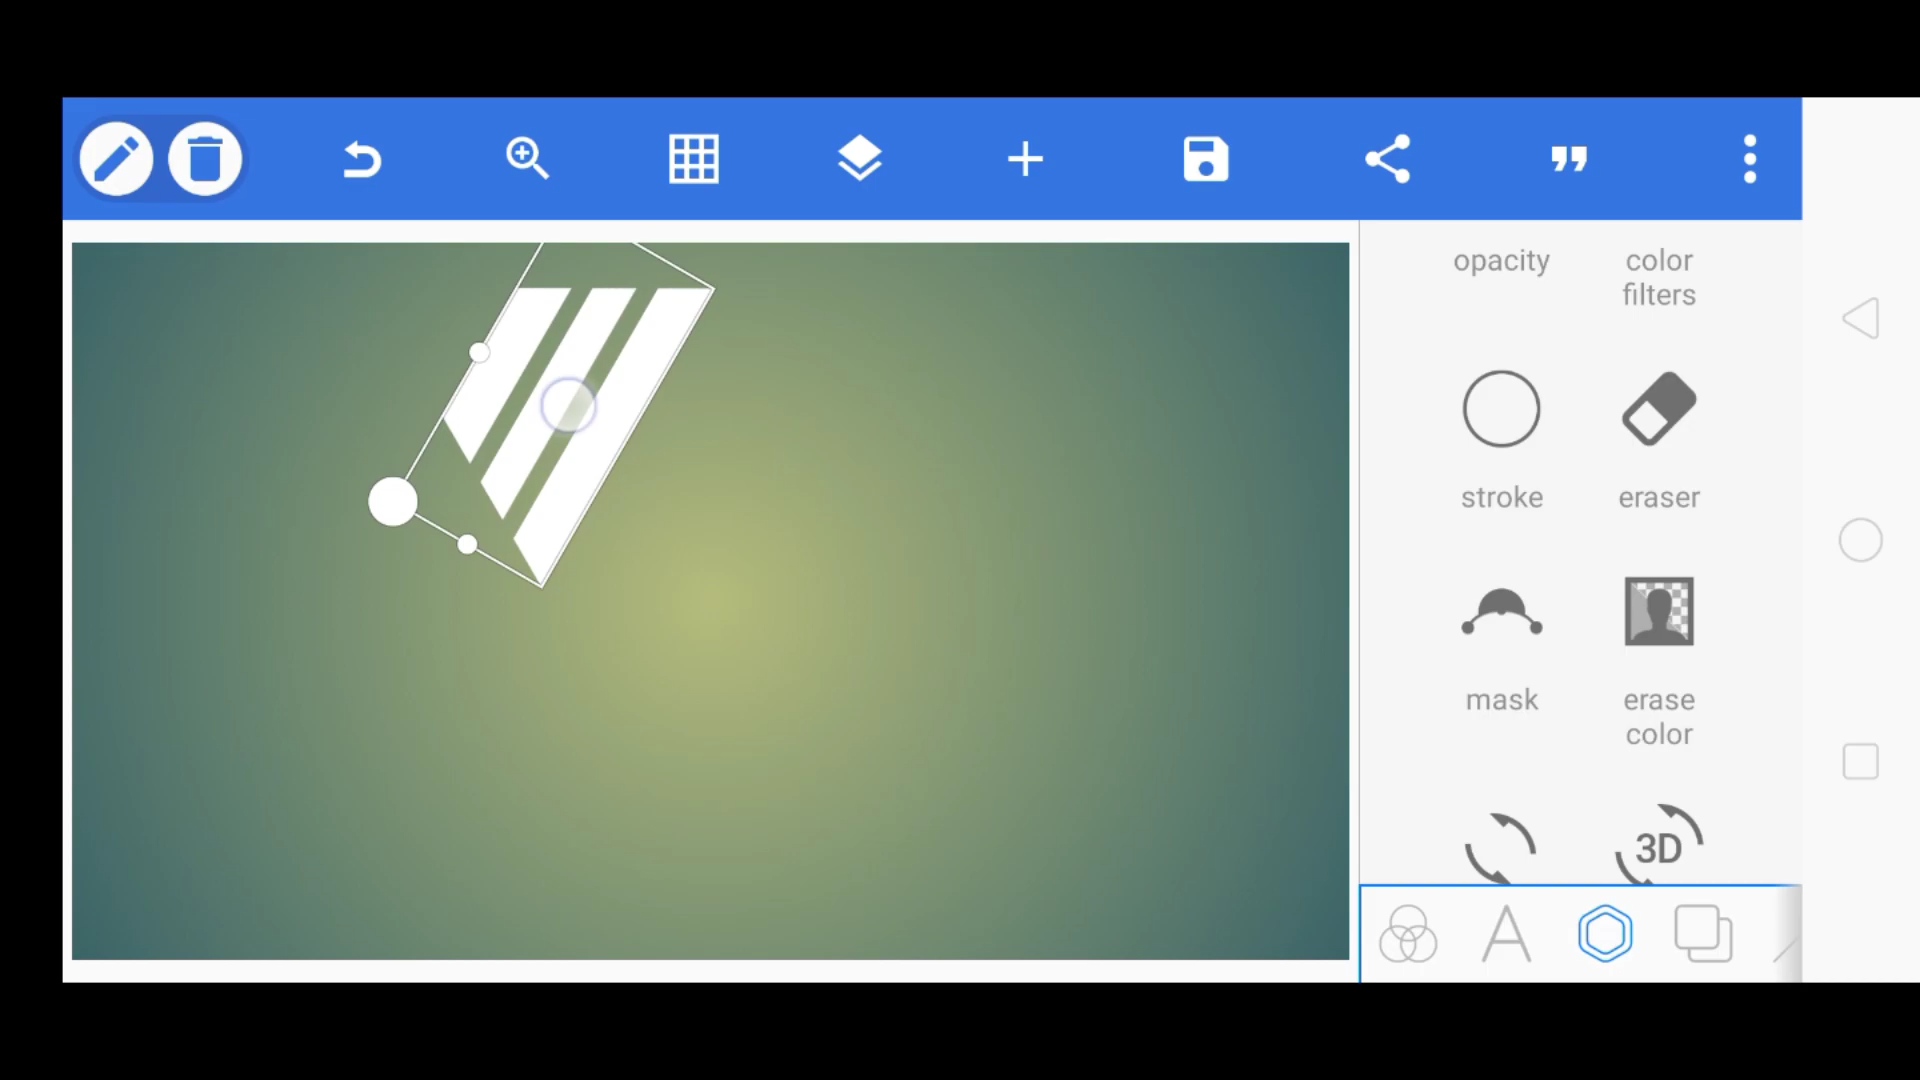 opacity
color
filters
stroke
eraser
mask
erase
color
3D
A